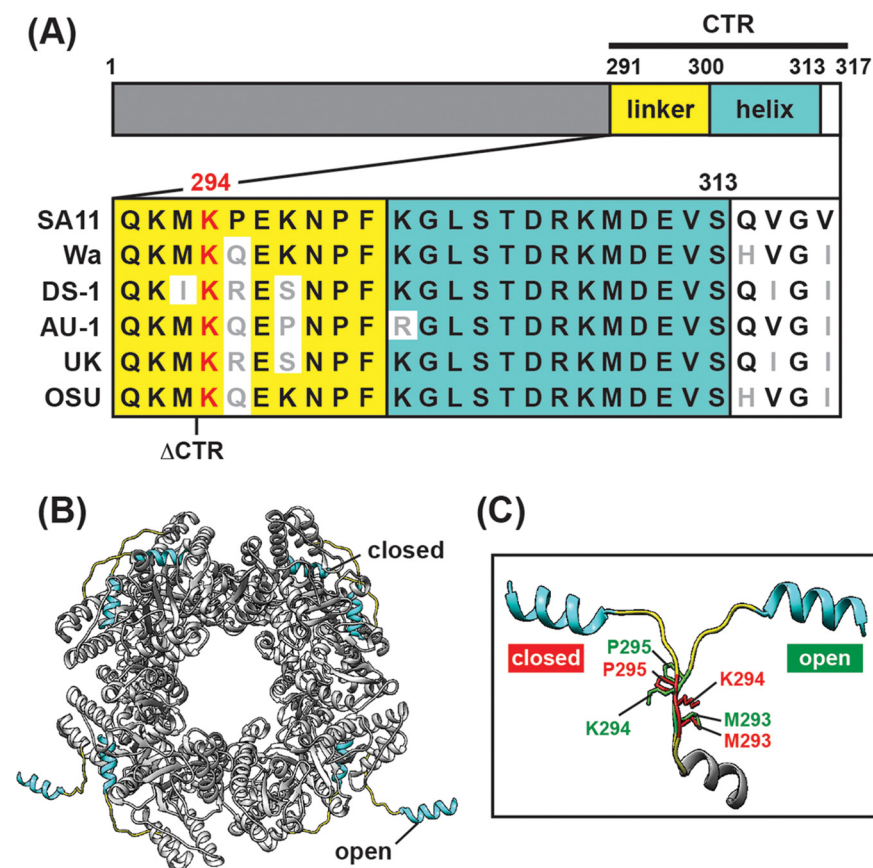 (A)
CTR
1 291 300 313 317
linker helix
294 313
SA11 Q K M K P E K N P F K G L S T D R K M D E V S Q V G V
Wa Q K M K Q E K N P F K G L S T D R K M D E V S H V G I
DS-1 Q K I K R E S N P F K G L S T D R K M D E V S Q I G I
AU-1 Q K M K Q E P N P F R G L S T D R K M D E V S Q V G I
UK Q K M K R E S N P F K G L S T D R K M D E V S Q I G I
OSU Q K M K Q E K N P F K G L S T D R K M D E V S H V G I
ΔCTR
(B)
closed
open
(C)
closed
P295
P295
K294
K294
M293
M293
open